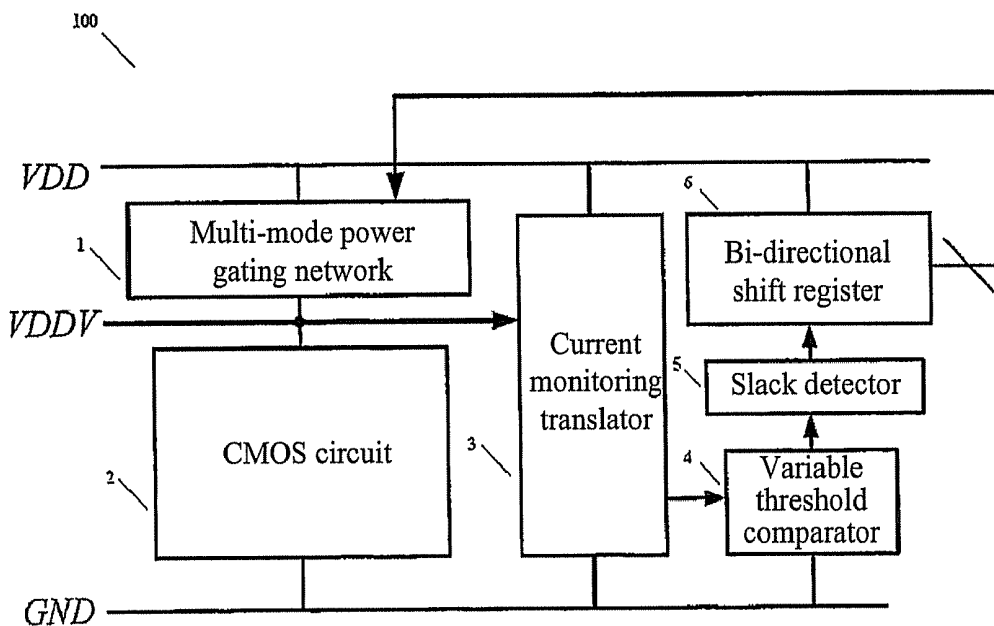 100
VDD
1
Multi-mode power
gating network
6
Bi-directional
shift register
VDDV
Current
monitoring
translator
5
Slack detector
2
CMOS circuit
3
4
Variable
threshold
comparator
GND